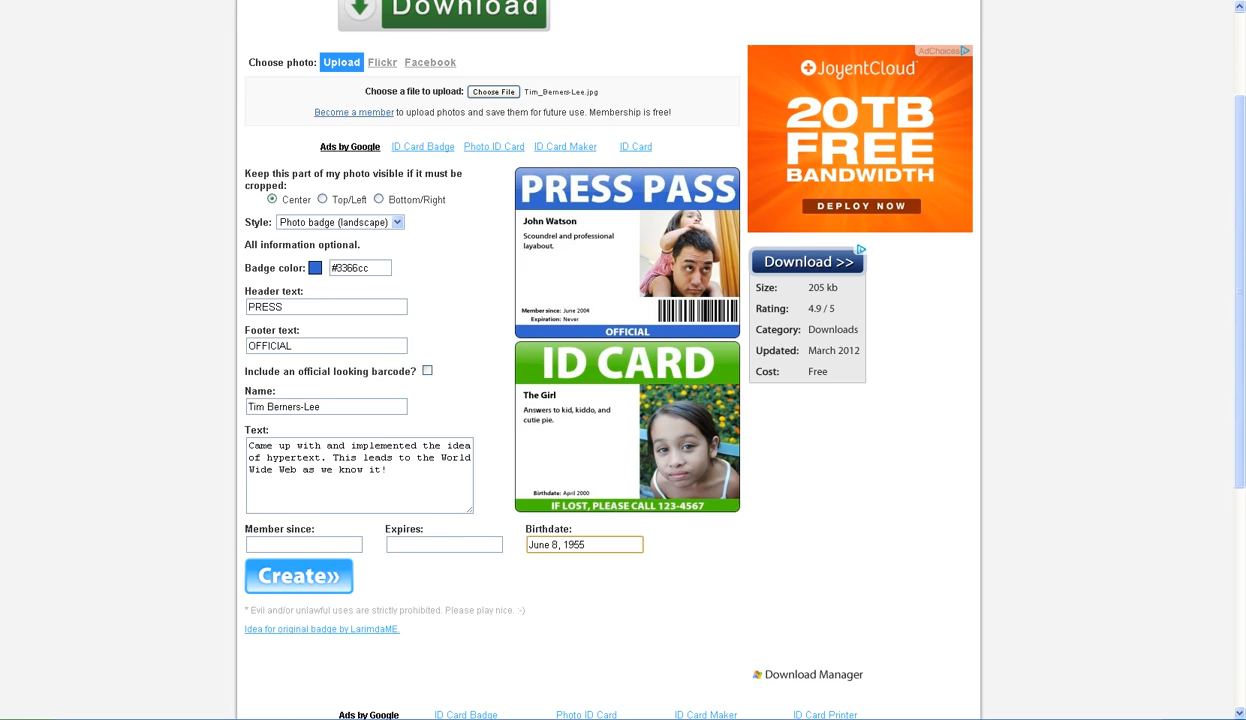 Download
Choose photo: Upload Flickr Facebook
Choose a file to upload: Choose File Tim_Berners-Lee.jpg
Become a member to upload photos and save them for future use. Membership is free!
Ads by Google ID Card Badge Photo ID Card ID Card Maker ID Card
Keep this part of my photo visible if it must be
cropped:
Center Top/Left Bottom/Right
Style: Photo badge (landscape)
All information optional.
Badge color: #3366cc
Header text:
PRESS
Footer text:
OFFICIAL
Include an official looking barcode?
Name:
Tim Berners-Lee
Text:
Came up with and implemented the idea
of hypertext. This leads to the World
Wide Web as we know it!
Member since: Expires: Birthdate:
June 8, 1955
Create»
* Evil and/or unlawful uses are strictly prohibited. Please play nice. :-)
Idea for original badge by LarimdaME.
PRESS PASS
John Watson
Scoundrel and professional
layabout.
Member since: June 2004
Expiration: Never
OFFICIAL
ID CARD
The Girl
Answers to kid, kiddo, and
cutie pie.
Birthdate: April 2000
IF LOST, PLEASE CALL 123-4567
AdChoices
JoyentCloud
20TB
FREE
BANDWIDTH
DEPLOY NOW
Download >>
Size: 205 kb
Rating: 4.9 / 5
Category: Downloads
Updated: March 2012
Cost: Free
Download Manager
Ads by Google ID Card Badge Photo ID Card ID Card Maker ID Card Printer